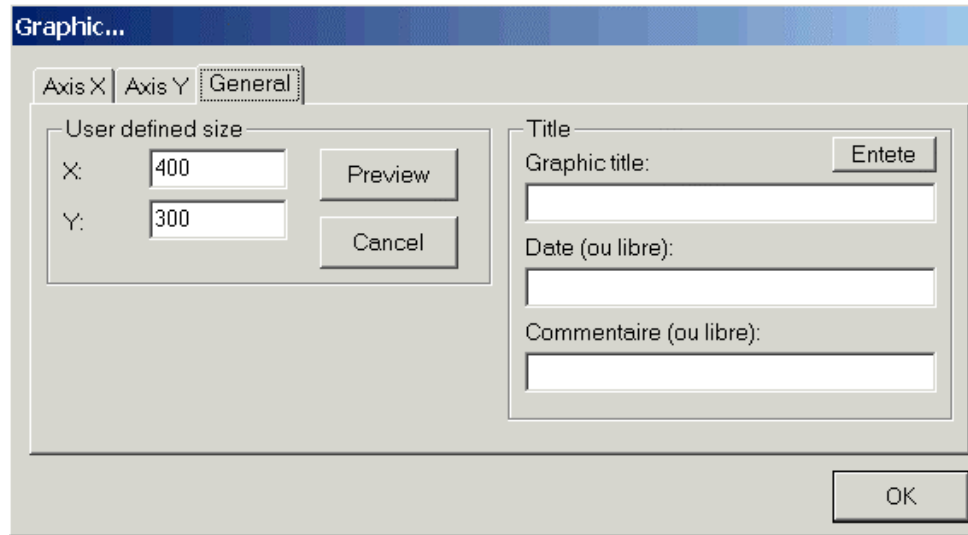 Graphic...
Axis X Axis Y General
User defined size
X: 400
Preview
Y: 300
Cancel
Title
Entete
Graphic title:
Date (ou libre):
Commentaire (ou libre):
OK